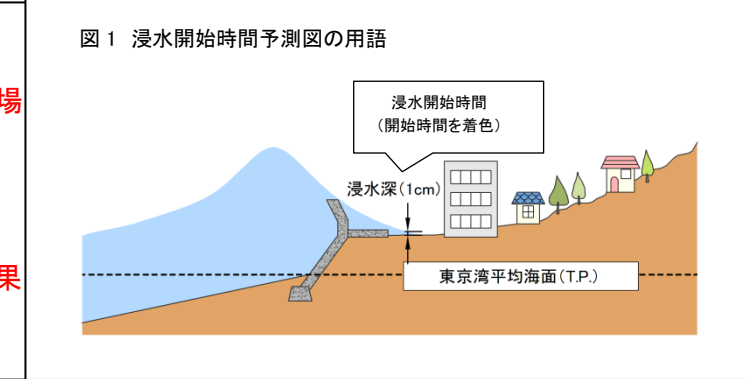 図1 浸水開始時間予測図の用語
場
浸水開始時間
(開始時間を着色)
浸水深(1cm)
果
東京湾平均海面(T.P.)